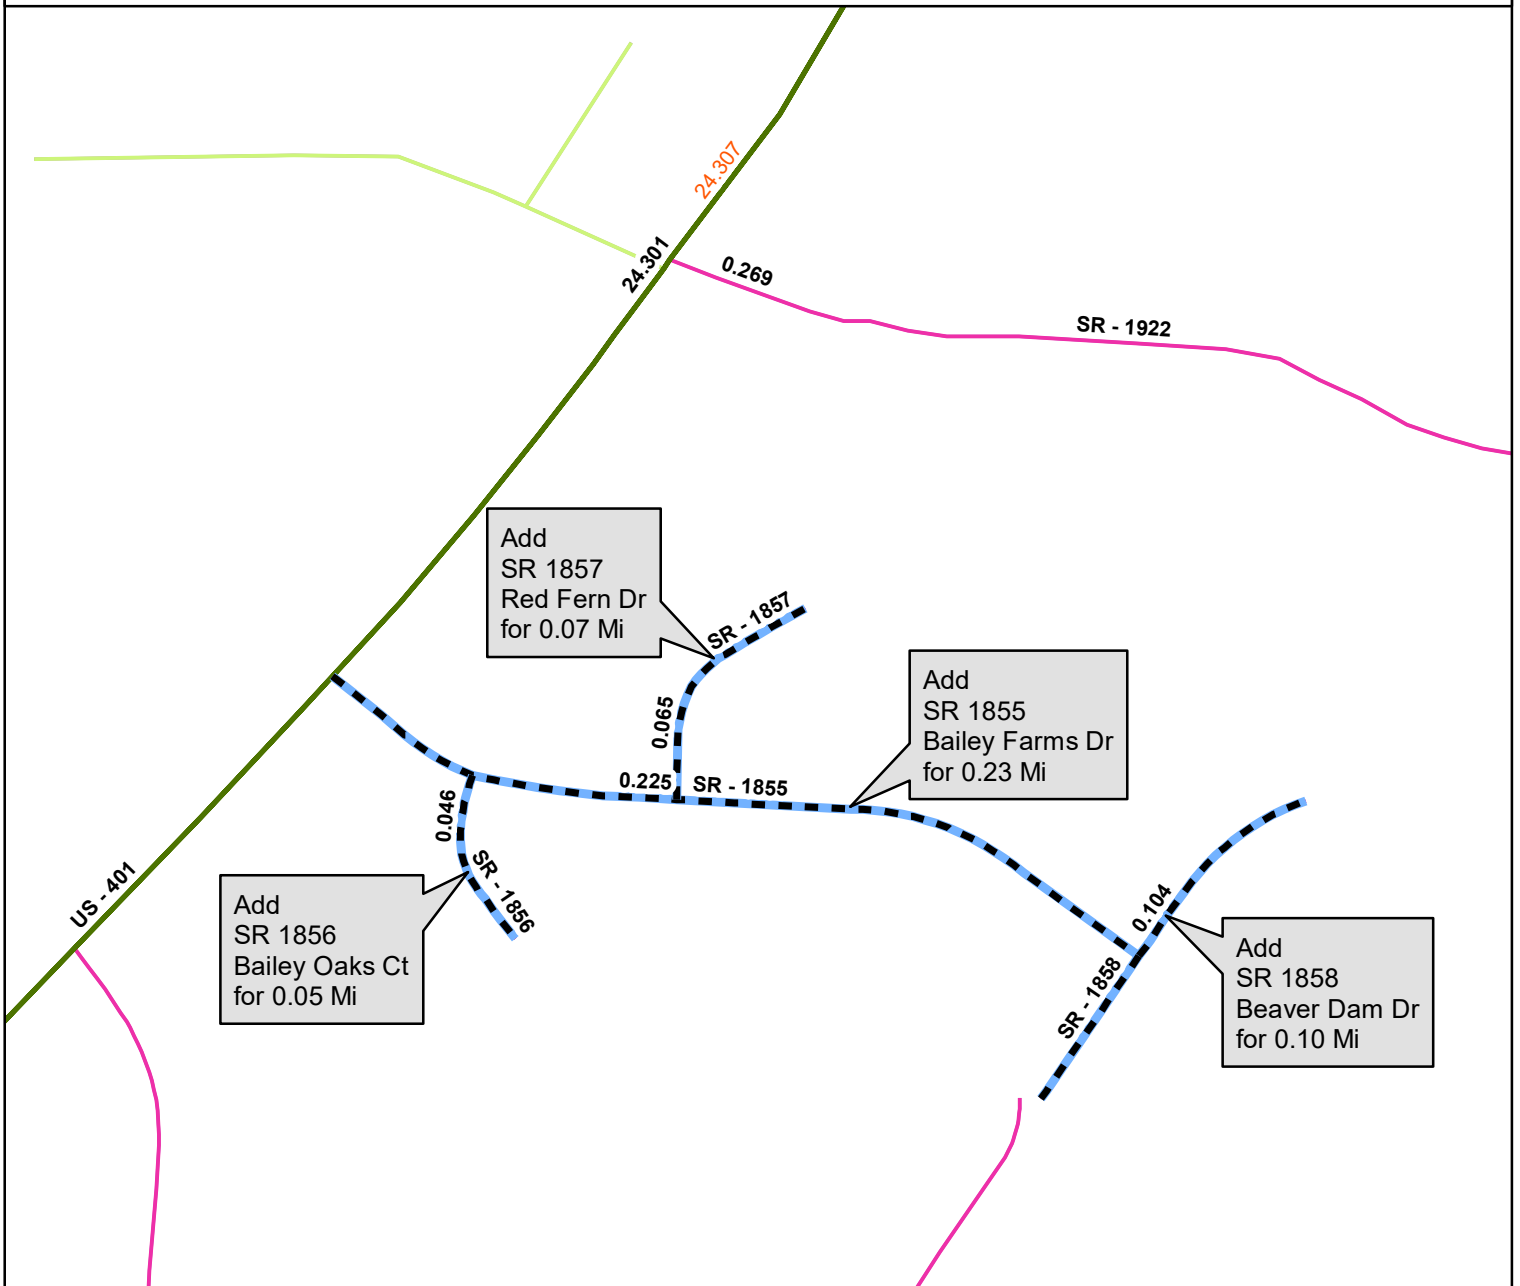 24.307
24.301
0.269
SR - 1922
Add
SR 1857
Red Fern Dr
for 0.07 Mi
SR - 1857
0.065
Add
SR 1855
Bailey Farms Dr
for 0.23 Mi
0.225
SR - 1855
0.046
SR - 1856
US - 401
Add
SR 1856
Bailey Oaks Ct
for 0.05 Mi
0.104
SR - 1858
Add
SR 1858
Beaver Dam Dr
for 0.10 Mi